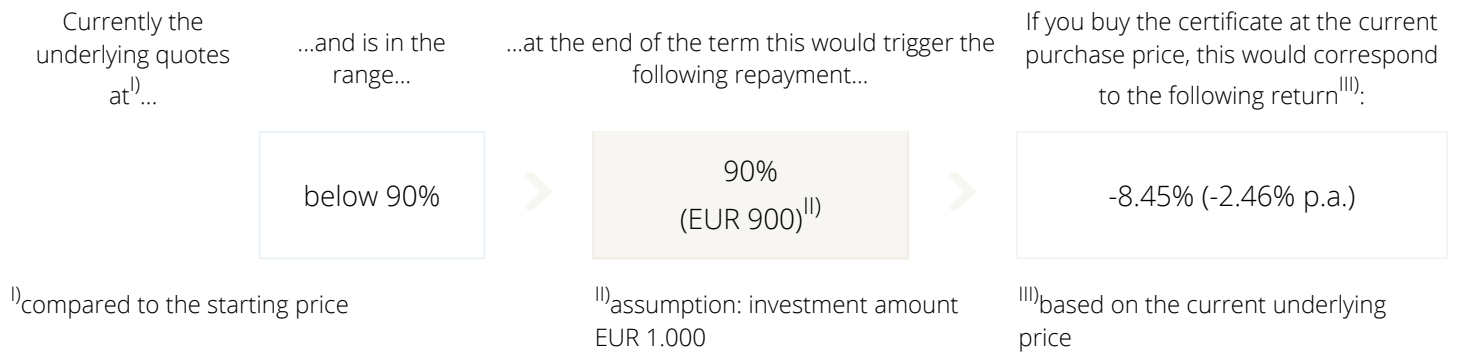 Currently the
underlying quotes
at I)...
...and is in the
range...
...at the end of the term this would trigger the
following repayment...
If you buy the certificate at the current
purchase price, this would correspond
to the following return III):
below 90%
90%
(EUR 900) II)
-8.45% (-2.46% p.a.)
I)compared to the starting price
II)assumption: investment amount
EUR 1.000
III)based on the current underlying
price